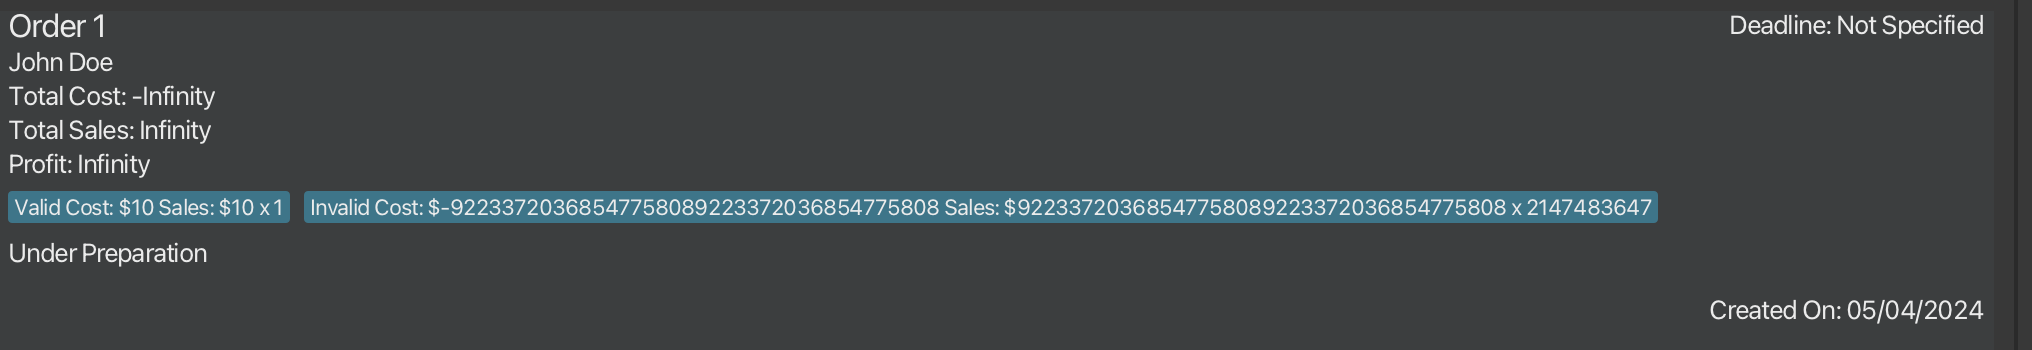 Order 1
Deadline: Not Specified
John Doe
Total Cost: -Infinity
Total Sales: Infinity
Profit: Infinity
Valid Cost: $10 Sales: $10 x 1
Invalid Cost: $-92233720368547758089223372036854775808 Sales: $92233720368547758089223372036854775808 x 2147483647
Under Preparation
Created On: 05/04/2024